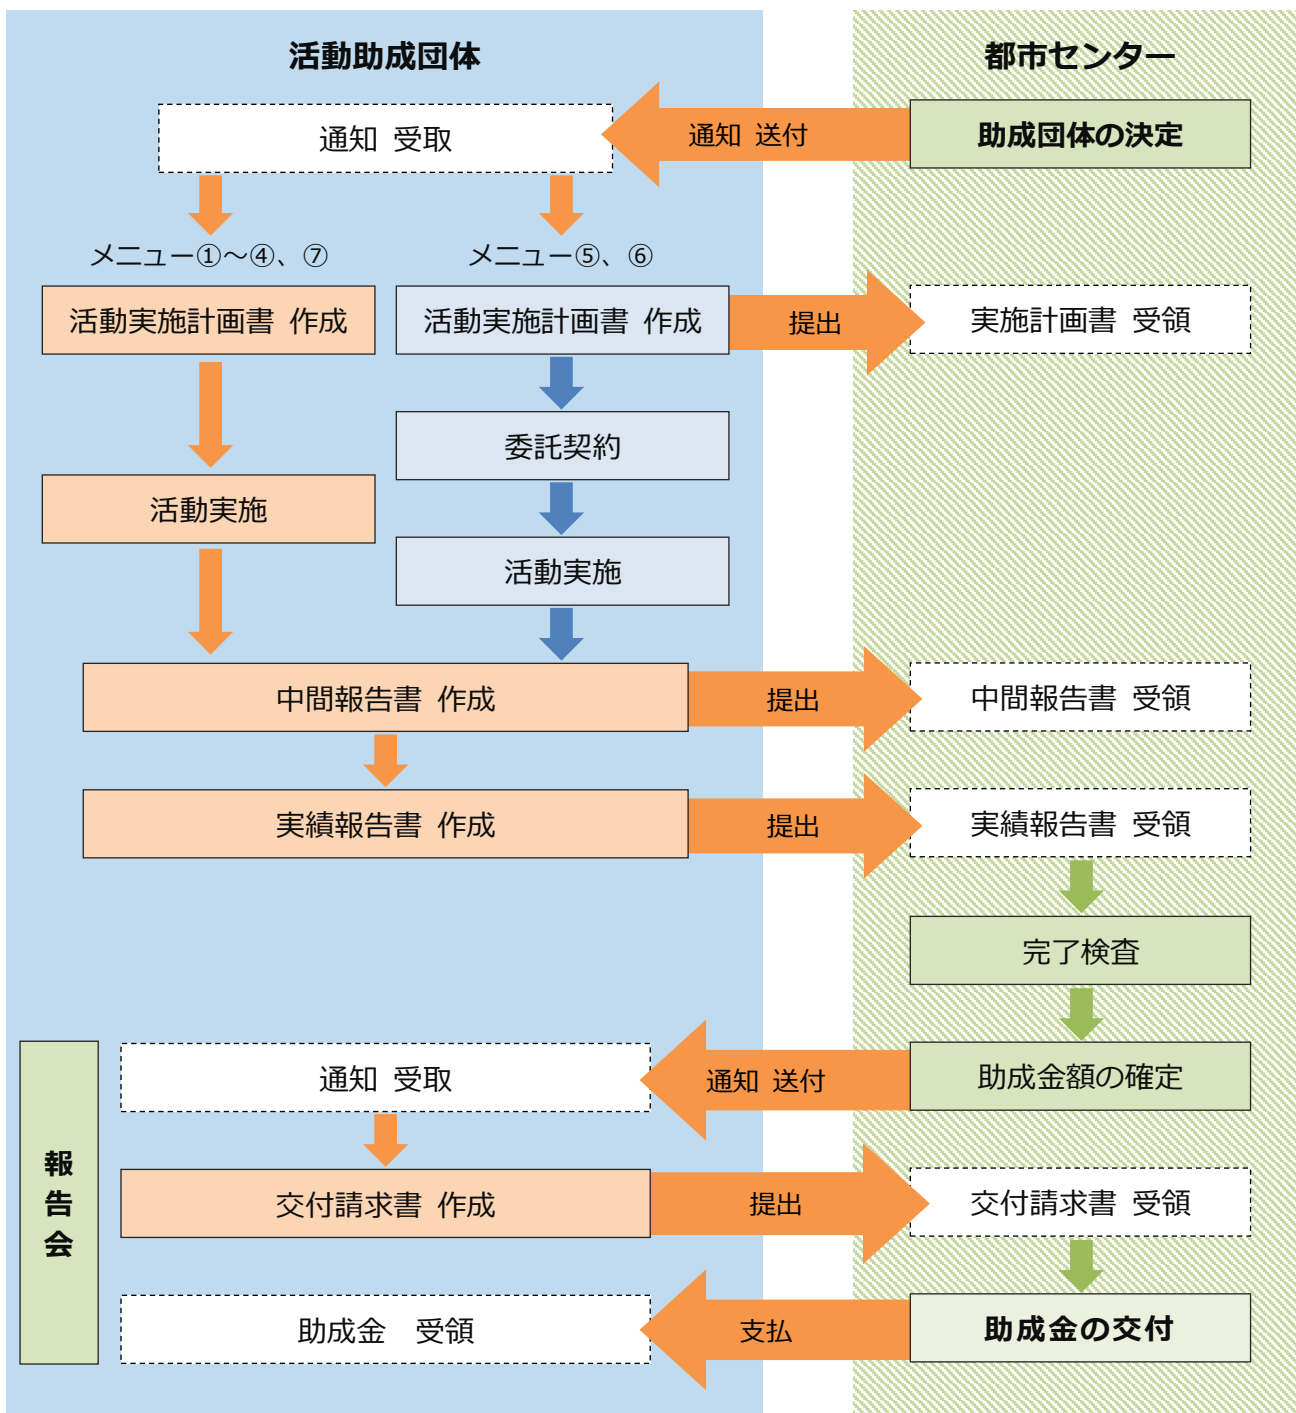 活動助成団体
都市センター
通知 受取
通知 送付
助成団体の決定
メニュー①～④、⑦
メニュー⑤、⑥
活動実施計画書 作成
活動実施計画書 作成
提出
実施計画書 受領
委託契約
活動実施
活動実施
中間報告書 作成
提出
中間報告書 受領
実績報告書 作成
提出
実績報告書 受領
完了検査
通知 受取
通知 送付
助成金額の確定
報告会
交付請求書 作成
提出
交付請求書 受領
助成金　受領
支払
助成金の交付